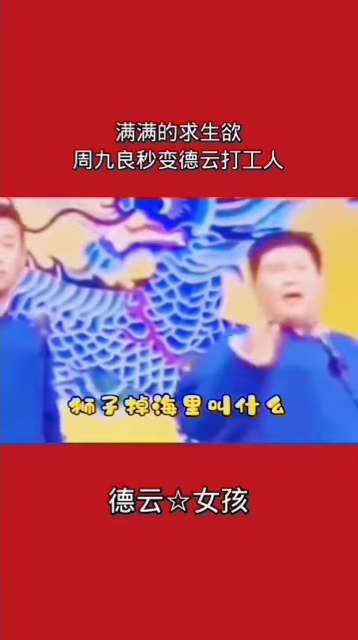 满满的求生欲
周九良秒变德云打工人
狮子掉海里叫什么
德云☆女孩